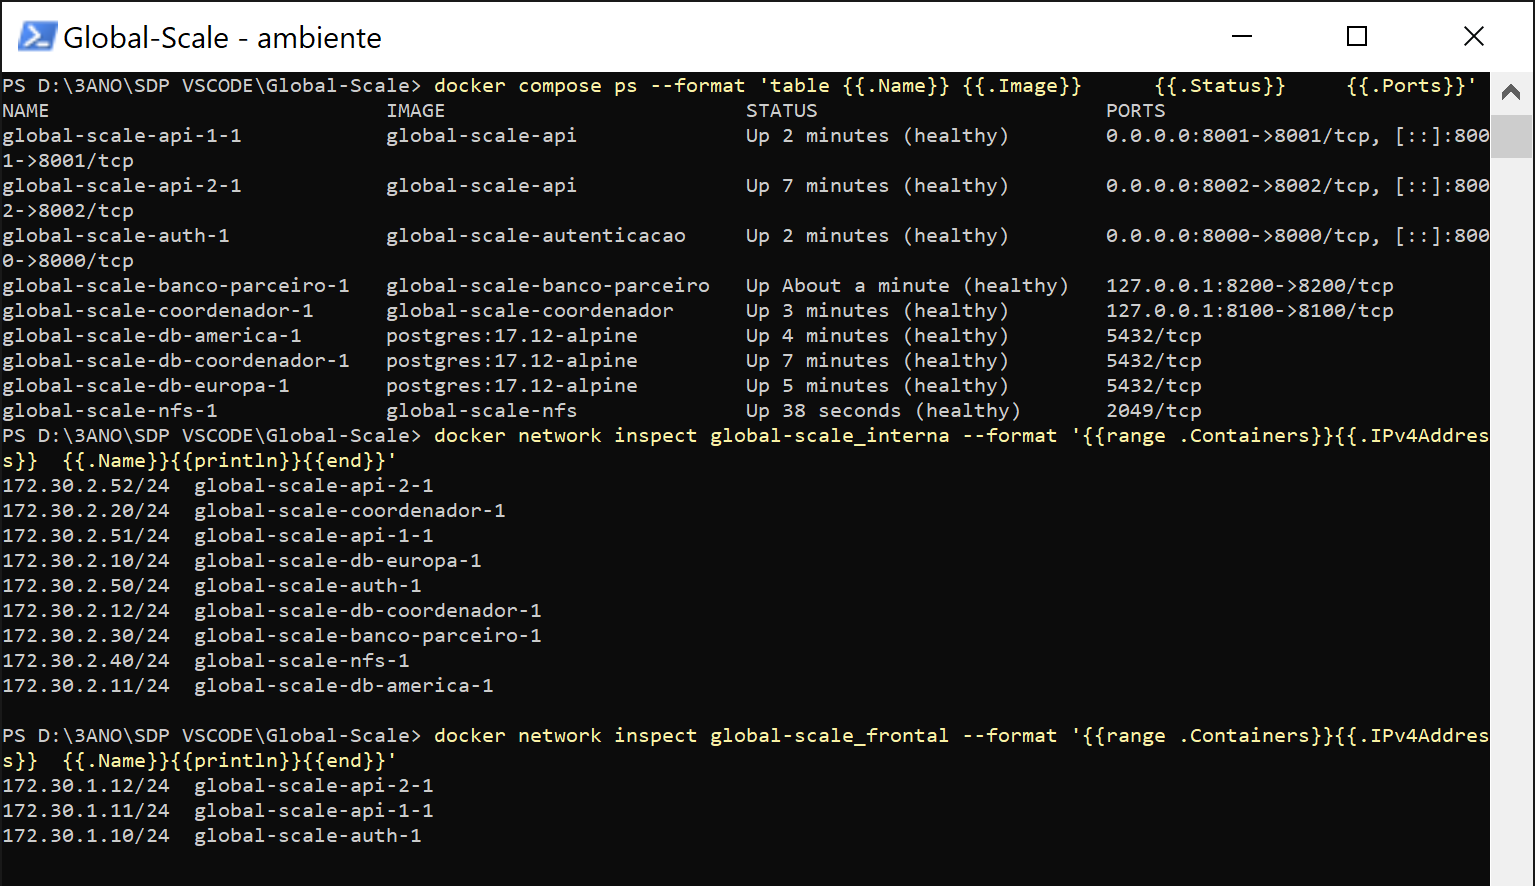 Global-Scale - ambiente
PS D:\3ANO\SDP VSCODE\Global-Scale> docker compose ps --format 'table {{.Name}} {{.Image}}      {{.Status}}     {{.Ports}}'
NAME                            IMAGE                         STATUS                        PORTS
global-scale-api-1-1            global-scale-api              Up 2 minutes (healthy)        0.0.0.0:8001->8001/tcp, [::]:800
1->8001/tcp
global-scale-api-2-1            global-scale-api              Up 7 minutes (healthy)        0.0.0.0:8002->8002/tcp, [::]:800
2->8002/tcp
global-scale-auth-1             global-scale-autenticacao     Up 2 minutes (healthy)        0.0.0.0:8000->8000/tcp, [::]:800
0->8000/tcp
global-scale-banco-parceiro-1   global-scale-banco-parceiro   Up About a minute (healthy)   127.0.0.1:8200->8200/tcp
global-scale-coordenador-1      global-scale-coordenador      Up 3 minutes (healthy)        127.0.0.1:8100->8100/tcp
global-scale-db-america-1       postgres:17.12-alpine         Up 4 minutes (healthy)        5432/tcp
global-scale-db-coordenador-1   postgres:17.12-alpine         Up 7 minutes (healthy)        5432/tcp
global-scale-db-europa-1        postgres:17.12-alpine         Up 5 minutes (healthy)        5432/tcp
global-scale-nfs-1              global-scale-nfs              Up 38 seconds (healthy)       2049/tcp
PS D:\3ANO\SDP VSCODE\Global-Scale> docker network inspect global-scale_interna --format '{{range .Containers}}{{.IPv4Addres
s}}  {{.Name}}{{println}}{{end}}'
172.30.2.52/24  global-scale-api-2-1
172.30.2.20/24  global-scale-coordenador-1
172.30.2.51/24  global-scale-api-1-1
172.30.2.10/24  global-scale-db-europa-1
172.30.2.50/24  global-scale-auth-1
172.30.2.12/24  global-scale-db-coordenador-1
172.30.2.30/24  global-scale-banco-parceiro-1
172.30.2.40/24  global-scale-nfs-1
172.30.2.11/24  global-scale-db-america-1
PS D:\3ANO\SDP VSCODE\Global-Scale> docker network inspect global-scale_frontal --format '{{range .Containers}}{{.IPv4Addres
s}}  {{.Name}}{{println}}{{end}}'
172.30.1.12/24  global-scale-api-2-1
172.30.1.11/24  global-scale-api-1-1
172.30.1.10/24  global-scale-auth-1